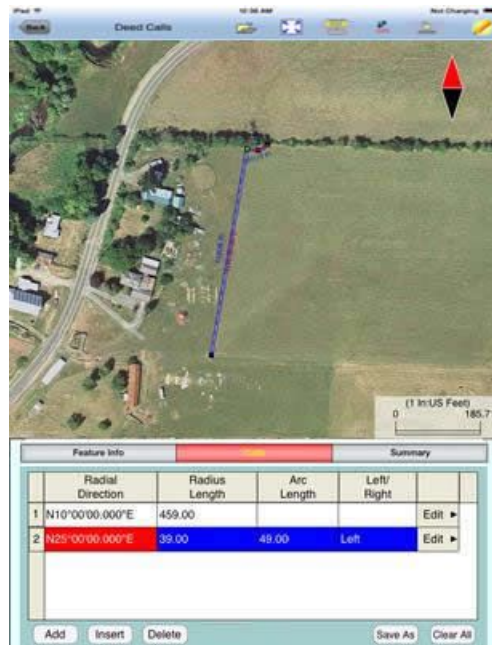 iPad
10:36 AM
Not Charging
Back
Deed Calls
(1 In:US Feet)
0 185.7
Feature Info
Summary
Radial Direction
Radius Length
Arc Length
Left/ Right
1 N10°00'00.000"E 459.00 Edit
2 N25°00'00.000"E 39.00 49.00 Left Edit
Add Insert Delete Save As Clear All